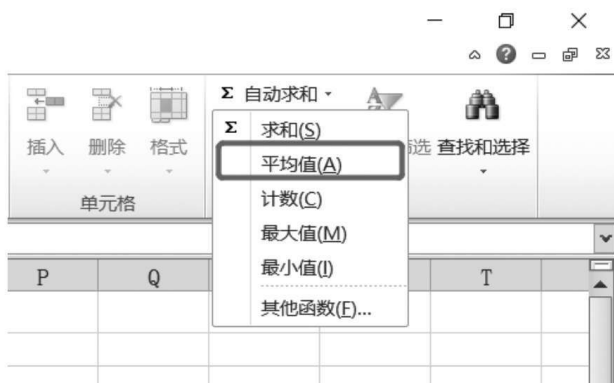 Σ 自动求和
插入 删除 格式
选 查找和选择
单元格
Σ 求和(S)
平均值(A)
计数(C)
最大值(M)
最小值(I)
其他函数(F)...
P Q T